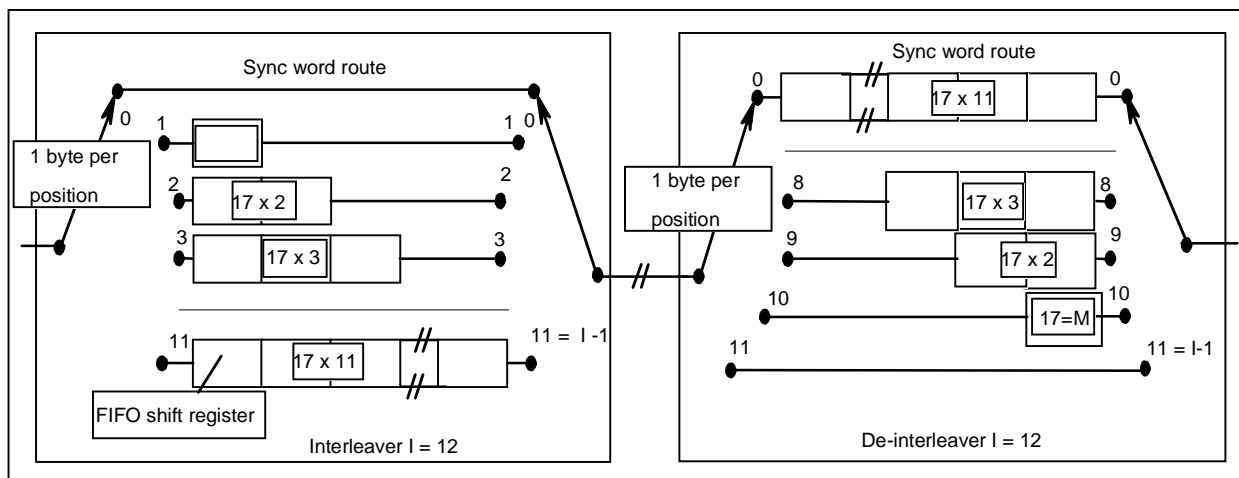 Sync word route
0
0
1
1
1 byte per
position
2
17 x 2
2
3
17 x 3
3
11
17 x 11
11 = I -1
FIFO shift register
Interleaver I = 12
Sync word route
0
17 x 11
0
1 byte per
position
8
17 x 3
8
9
17 x 2
9
10
17=M
10
11
11 = I-1
De-interleaver I = 12